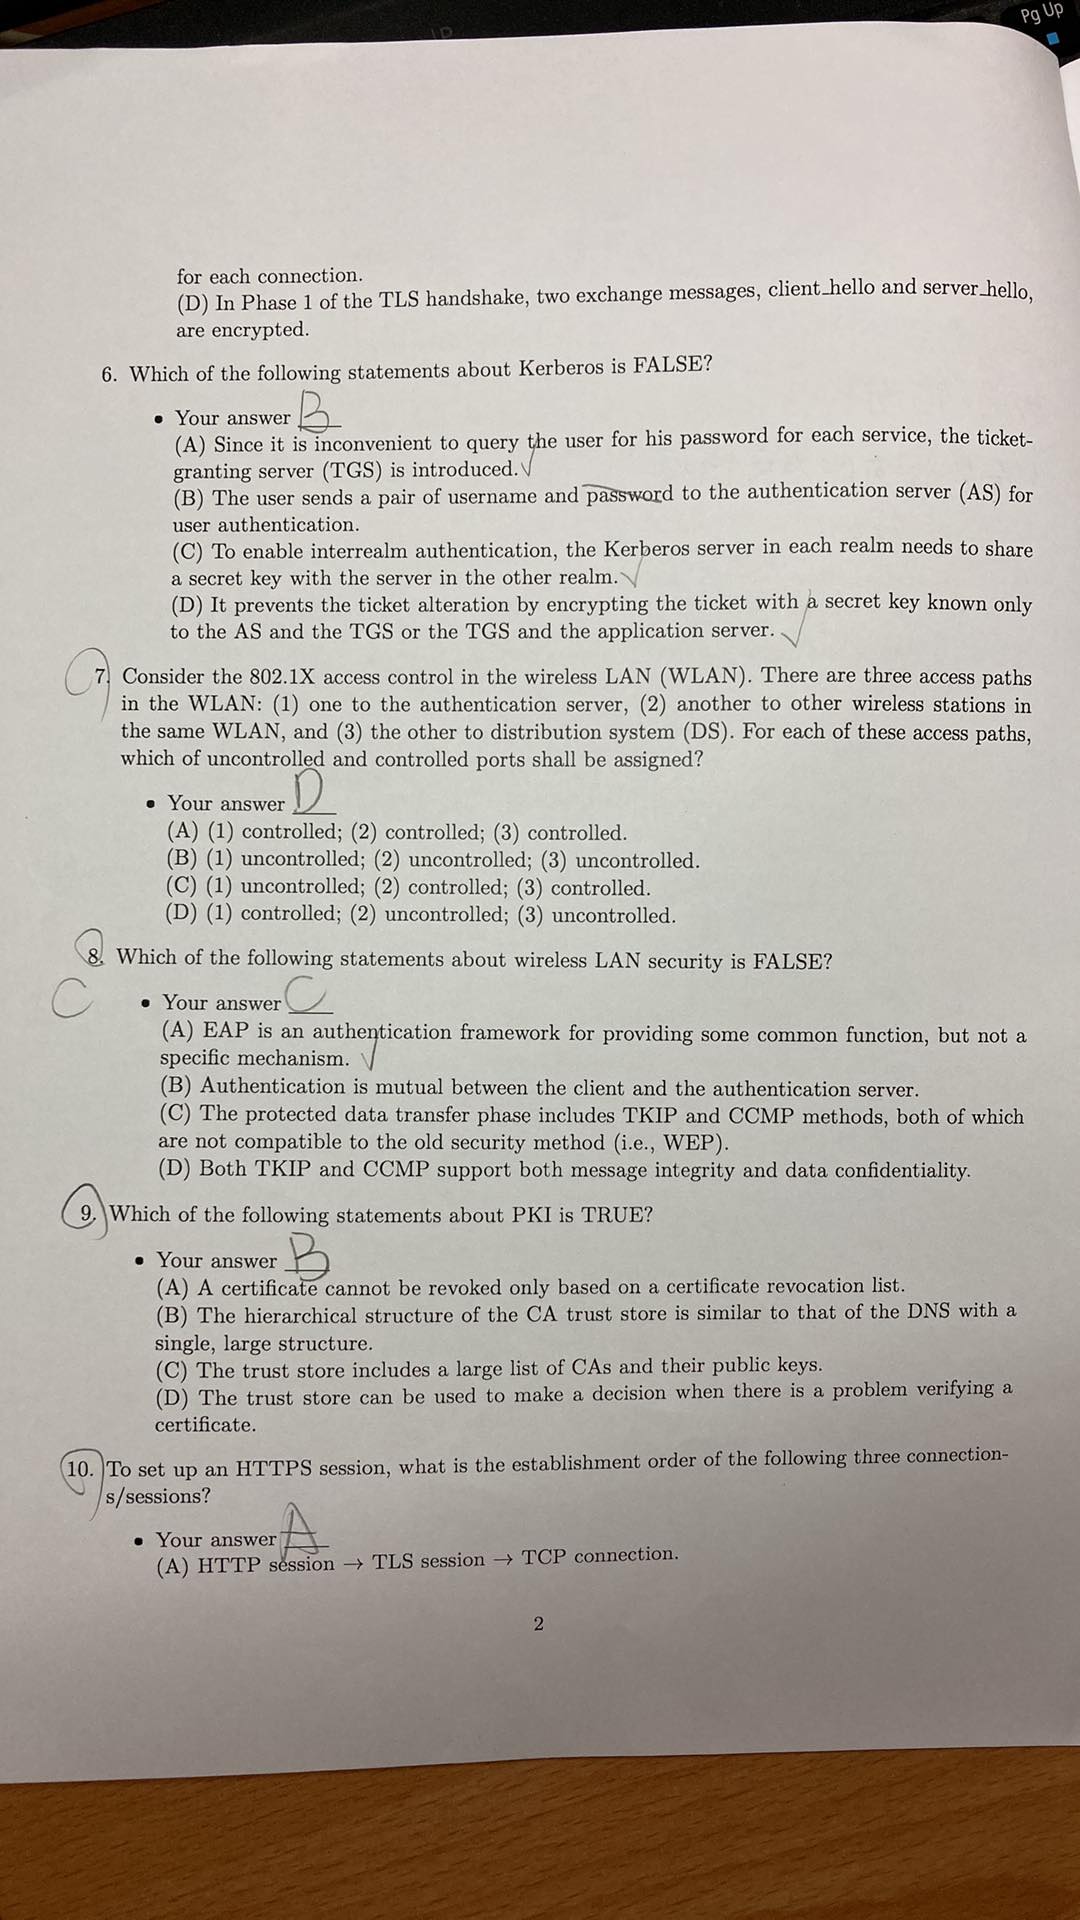 Pg Up
for each connection.
(D) In Phase 1 of the TLS handshake, two exchange messages, client_hello and server_hello,
are encrypted.
6. Which of the following statements about Kerberos is FALSE?
• Your answer B
(A) Since it is inconvenient to query the user for his password for each service, the ticket-
granting server (TGS) is introduced. √
(B) The user sends a pair of username and password to the authentication server (AS) for
user authentication.
(C) To enable interrealm authentication, the Kerberos server in each realm needs to share
a secret key with the server in the other realm. √
(D) It prevents the ticket alteration by encrypting the ticket with a secret key known only
to the AS and the TGS or the TGS and the application server. √
7. Consider the 802.1X access control in the wireless LAN (WLAN). There are three access paths
in the WLAN: (1) one to the authentication server, (2) another to other wireless stations in
the same WLAN, and (3) the other to distribution system (DS). For each of these access paths,
which of uncontrolled and controlled ports shall be assigned?
• Your answer D
(A) (1) controlled; (2) controlled; (3) controlled.
(B) (1) uncontrolled; (2) uncontrolled; (3) uncontrolled.
(C) (1) uncontrolled; (2) controlled; (3) controlled.
(D) (1) controlled; (2) uncontrolled; (3) uncontrolled.
8. Which of the following statements about wireless LAN security is FALSE?
C • Your answer C
(A) EAP is an authentication framework for providing some common function, but not a
specific mechanism. √
(B) Authentication is mutual between the client and the authentication server.
(C) The protected data transfer phase includes TKIP and CCMP methods, both of which
are not compatible to the old security method (i.e., WEP).
(D) Both TKIP and CCMP support both message integrity and data confidentiality.
9. Which of the following statements about PKI is TRUE?
• Your answer B
(A) A certificate cannot be revoked only based on a certificate revocation list.
(B) The hierarchical structure of the CA trust store is similar to that of the DNS with a
single, large structure.
(C) The trust store includes a large list of CAs and their public keys.
(D) The trust store can be used to make a decision when there is a problem verifying a
certificate.
10. To set up an HTTPS session, what is the establishment order of the following three connection-
s/sessions?
• Your answer A
(A) HTTP session → TLS session → TCP connection.
2